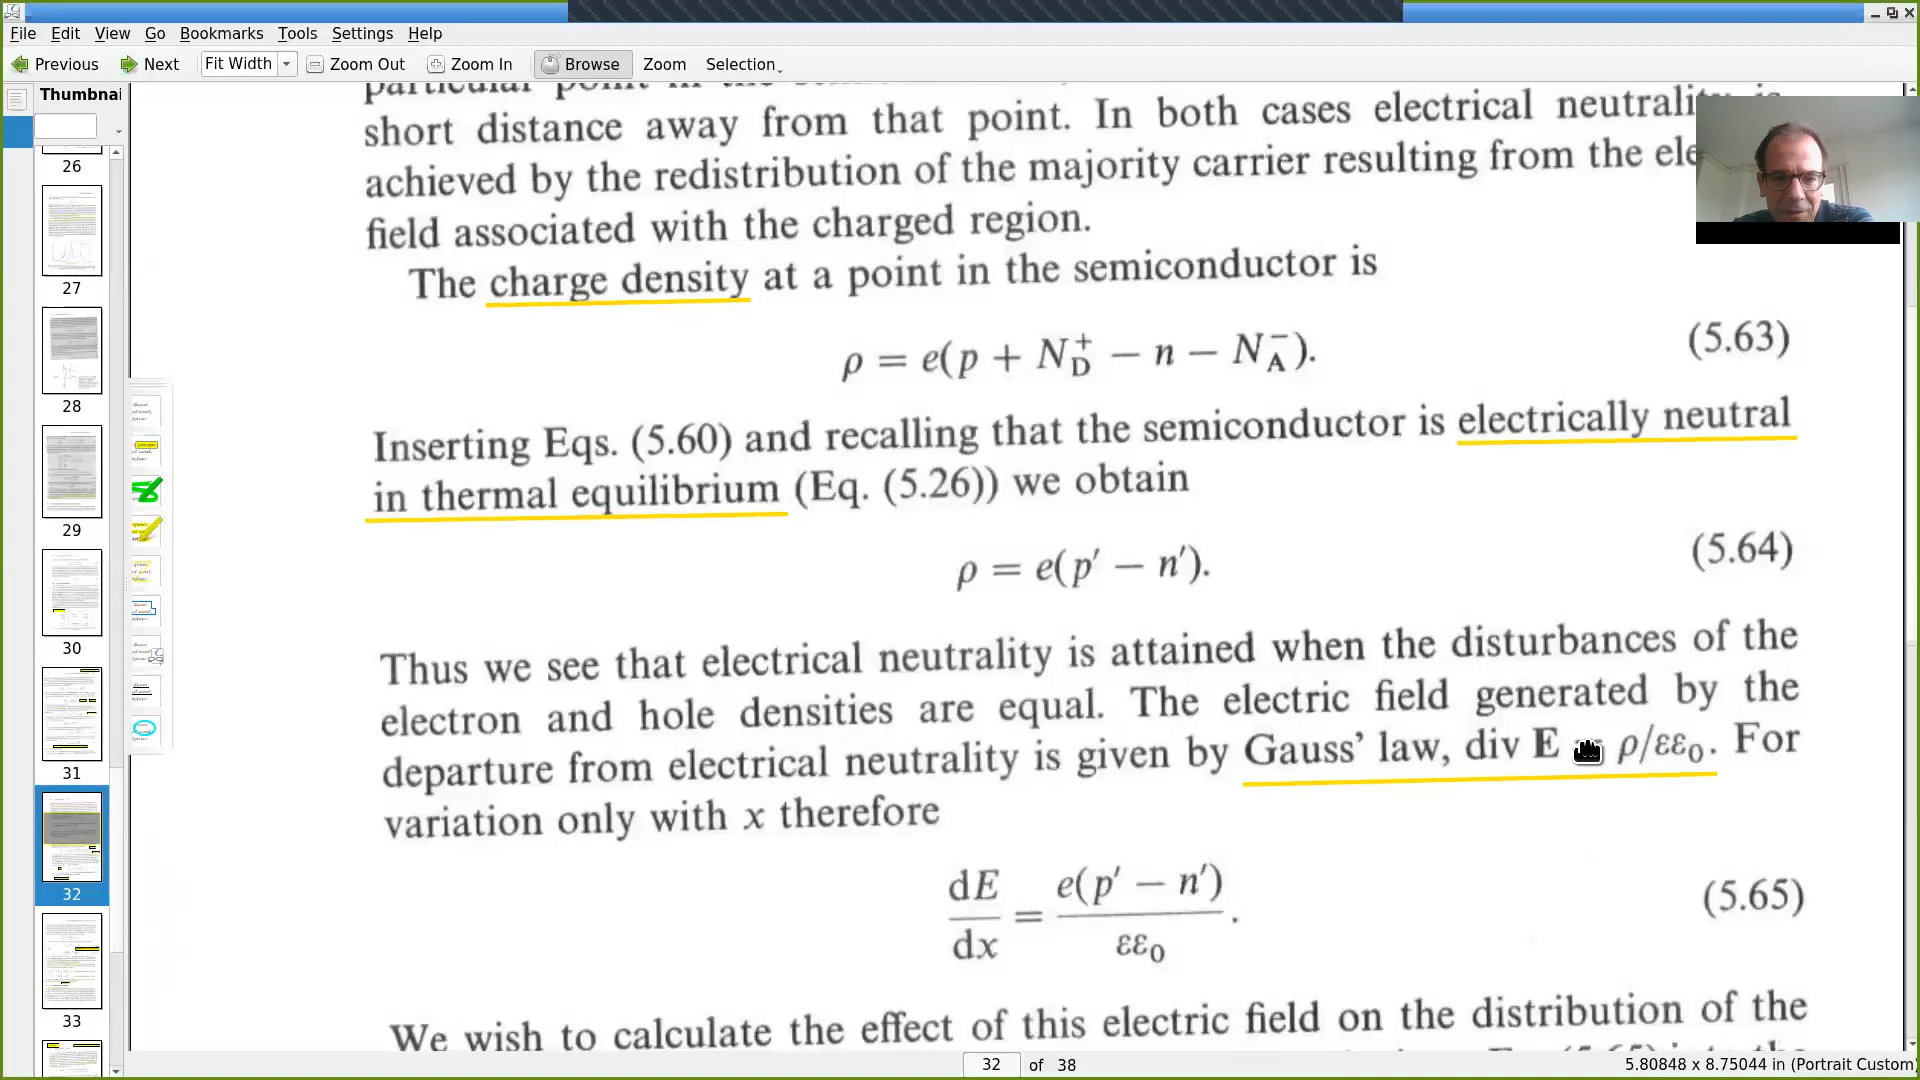 File Edit View Go Bookmarks Tools Settings Help
Previous Next Fit Width Zoom Out Zoom In Browse Zoom Selection
Thumbnai
26
27
28
29
30
31
32
33
particular point in the
short distance away from that point. In both cases electrical neutrality is
achieved by the redistribution of the majority carrier resulting from the ele
field associated with the charged region.
The charge density at a point in the semiconductor is
ρ = e(p + N_D^+ − n − N_A^−). (5.63)
Inserting Eqs. (5.60) and recalling that the semiconductor is electrically neutral
in thermal equilibrium (Eq. (5.26)) we obtain
ρ = e(p′ − n′). (5.64)
Thus we see that electrical neutrality is attained when the disturbances of the
electron and hole densities are equal. The electric field generated by the
departure from electrical neutrality is given by Gauss’ law, div E ρ/εε₀. For
variation only with x therefore
dE/dx = e(p′ − n′)/εε₀. (5.65)
We wish to calculate the effect of this electric field on the distribution of the
32 of 38
5.80848 x 8.75044 in (Portrait Custom)